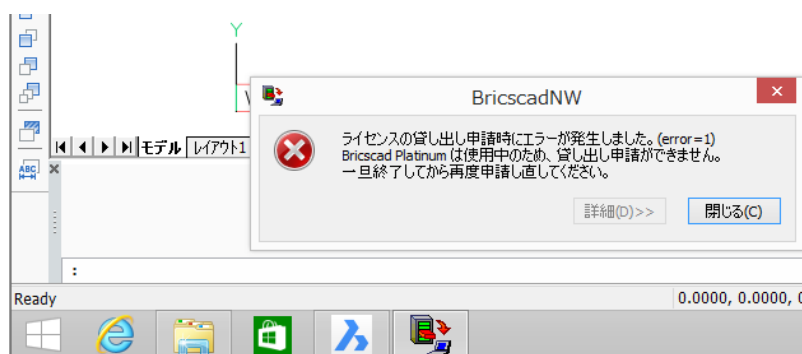 Y
BricscadNW
ライセンスの貸し出し申請時にエラーが発生しました。(error=1)
Bricscad Platinum は使用中のため、貸し出し申請ができません。
一旦終了してから再度申請し直してください。
モデル レイアウト1
ABC
詳細(D)>> 閉じる(C)
:
Ready 0.0000, 0.0000,